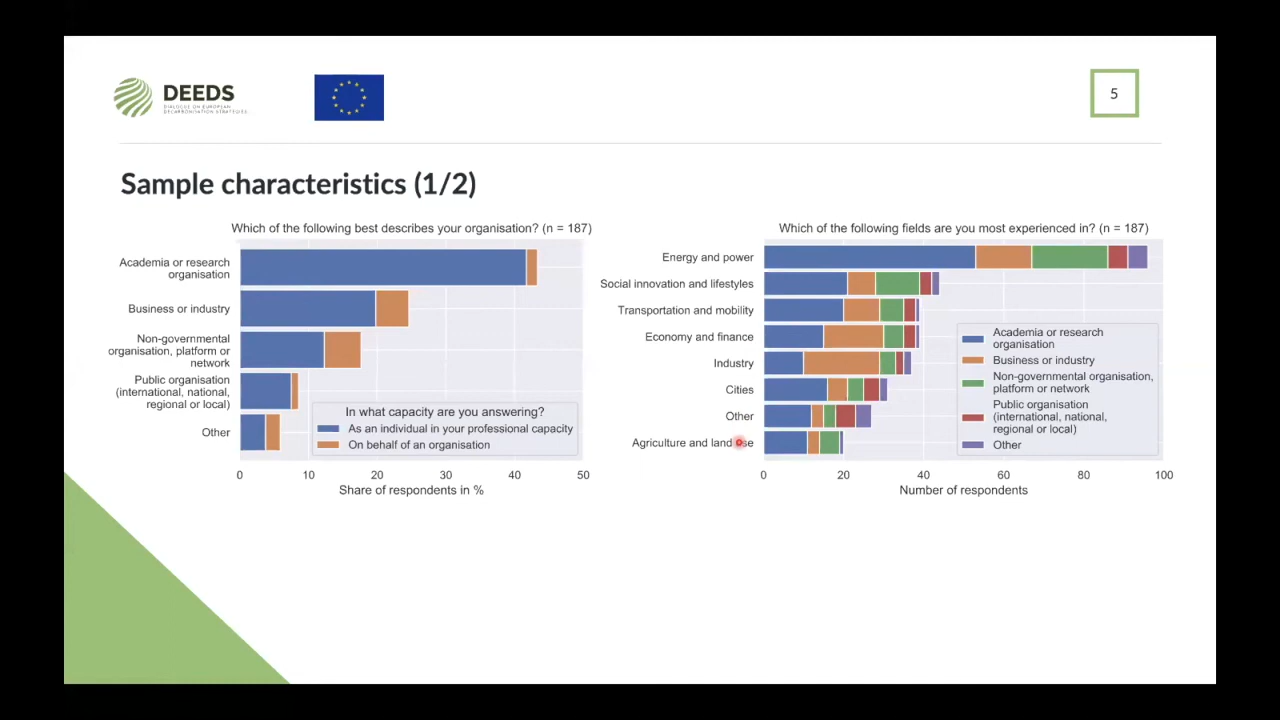 DEEDS
DIALOGUE ON EUROPEAN
DECARBONISATION STRATEGIES
5
Sample characteristics (1/2)
Which of the following best describes your organisation? (n = 187)
Academia or research
organisation
Business or industry
Non-governmental
organisation, platform or
network
Public organisation
(international, national,
regional or local)
Other
In what capacity are you answering?
As an individual in your professional capacity
On behalf of an organisation
0 10 20 30 40 50
Share of respondents in %
Which of the following fields are you most experienced in? (n = 187)
Energy and power
Social innovation and lifestyles
Transportation and mobility
Economy and finance
Industry
Cities
Other
Agriculture and land use
Academia or research
organisation
Business or industry
Non-governmental organisation,
platform or network
Public organisation
(international, national,
regional or local)
Other
0 20 40 60 80 100
Number of respondents